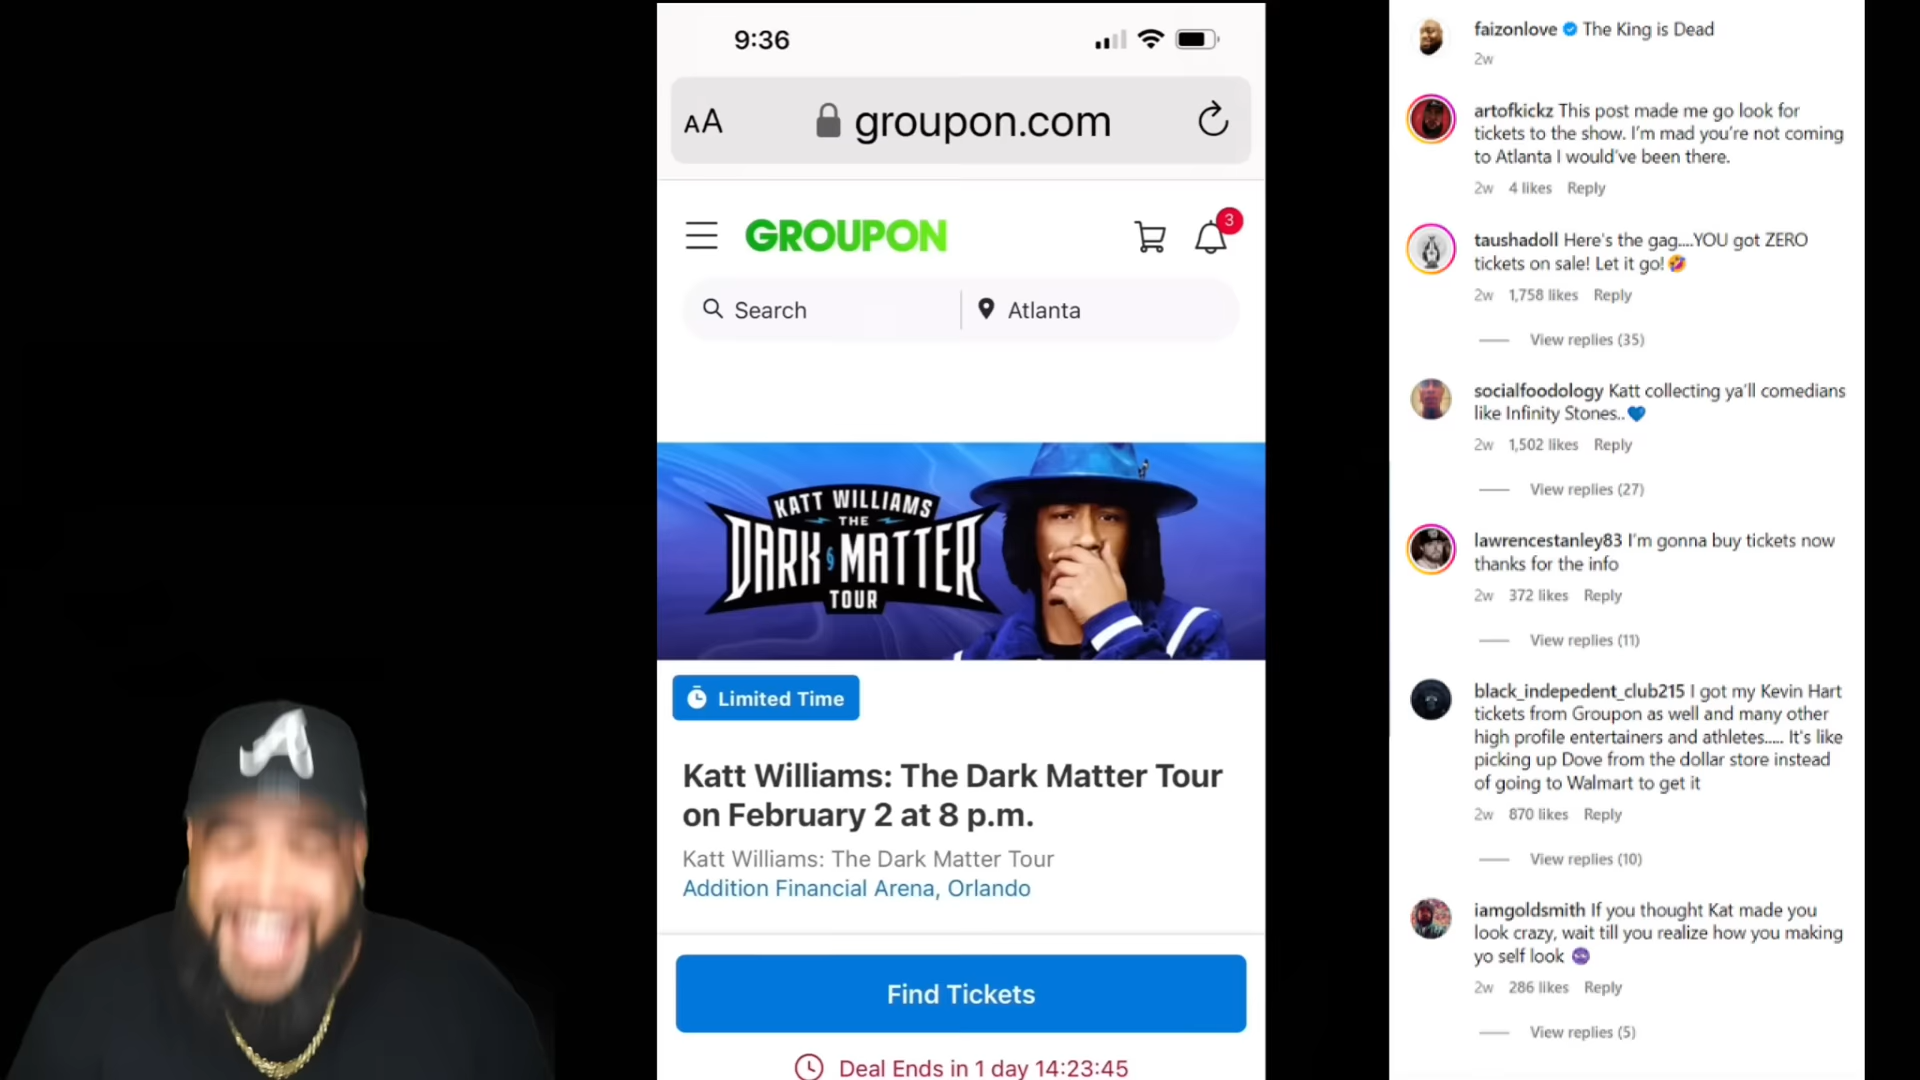 9:36
AA groupon.com
GROUPON
3
Search
Atlanta
KATT WILLIAMS
THE
DARK MATTER
TOUR
Limited Time
Katt Williams: The Dark Matter Tour
on February 2 at 8 p.m.
Katt Williams: The Dark Matter Tour
Addition Financial Arena, Orlando
Find Tickets
Deal Ends in 1 day 14:23:45
A
faizonlove The King is Dead
2w
artofkickz This post made me go look for
tickets to the show. I'm mad you're not coming
to Atlanta I would've been there.
2w 4 likes Reply
taushadoll Here's the gag....YOU got ZERO
tickets on sale! Let it go!🤣
2w 1,758 likes Reply
View replies (35)
socialfoodology Katt collecting ya'll comedians
like Infinity Stones..💙
2w 1,502 likes Reply
View replies (27)
lawrencestanley83 I'm gonna buy tickets now
thanks for the info
2w 372 likes Reply
View replies (11)
black_indepedent_club215 I got my Kevin Hart
tickets from Groupon as well and many other
high profile entertainers and athletes..... It's like
picking up Dove from the dollar store instead
of going to Walmart to get it
2w 870 likes Reply
View replies (10)
iamgoldsmith If you thought Kat made you
look crazy, wait till you realize how you making
yo self look
2w 286 likes Reply
View replies (5)